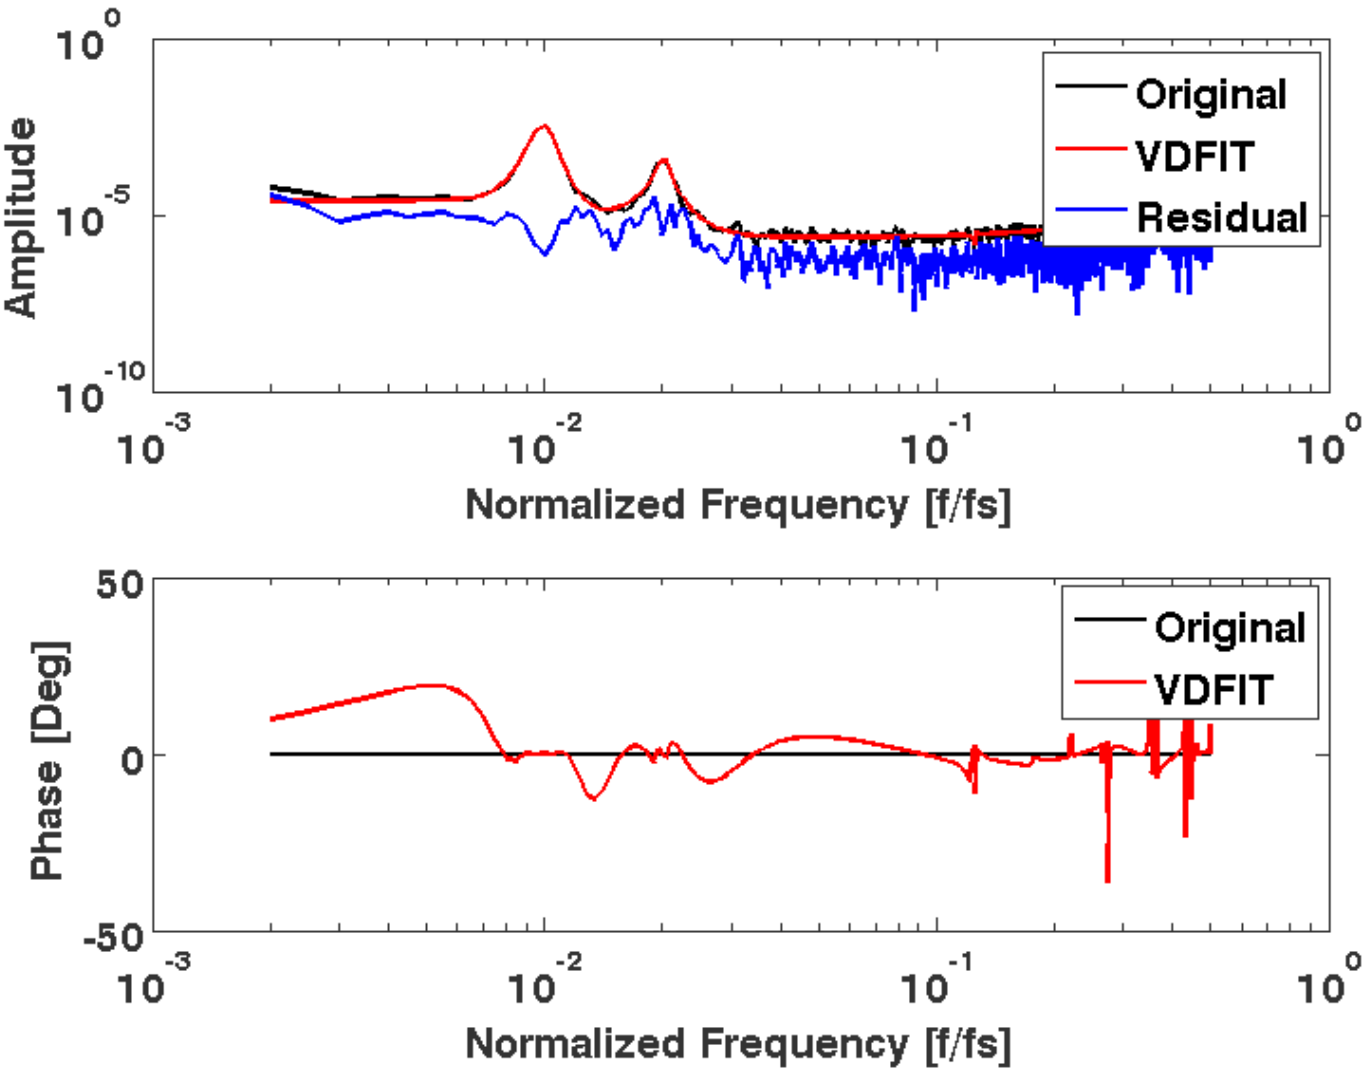 10^0
10^-5
10^-10
Amplitude
Original
VDFIT
Residual
10^-3 10^-2 10^-1 10^0
Normalized Frequency [f/fs]
50
0
-50
Phase [Deg]
Original
VDFIT
10^-3 10^-2 10^-1 10^0
Normalized Frequency [f/fs]